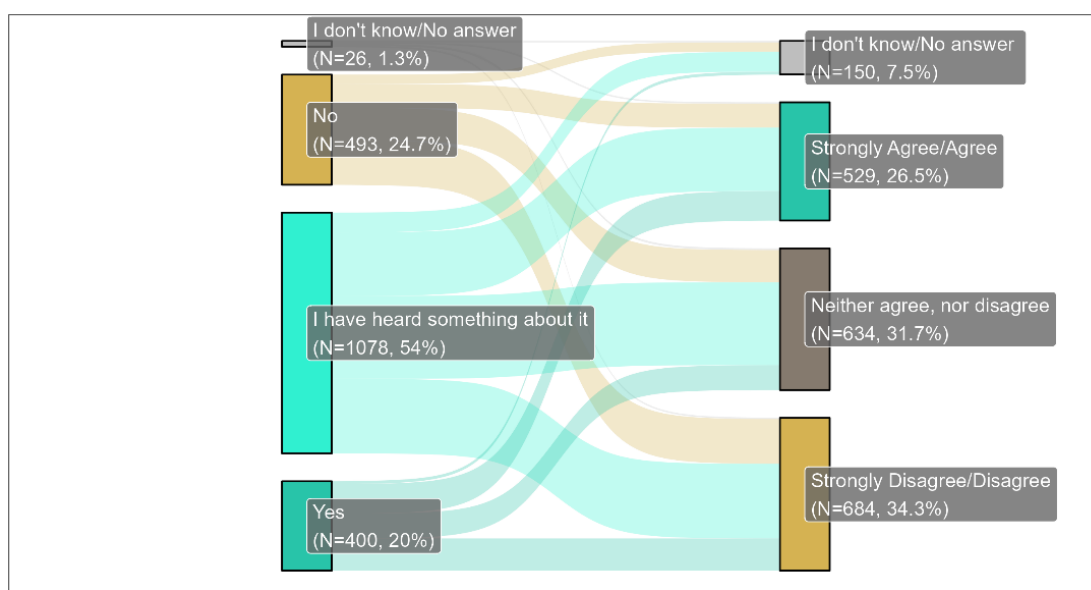 I don't know/No answer
(N=26, 1.3%)
No
(N=493, 24.7%)
I have heard something about it
(N=1078, 54%)
Yes
(N=400, 20%)
I don't know/No answer
(N=150, 7.5%)
Strongly Agree/Agree
(N=529, 26.5%)
Neither agree, nor disagree
(N=634, 31.7%)
Strongly Disagree/Disagree
(N=684, 34.3%)